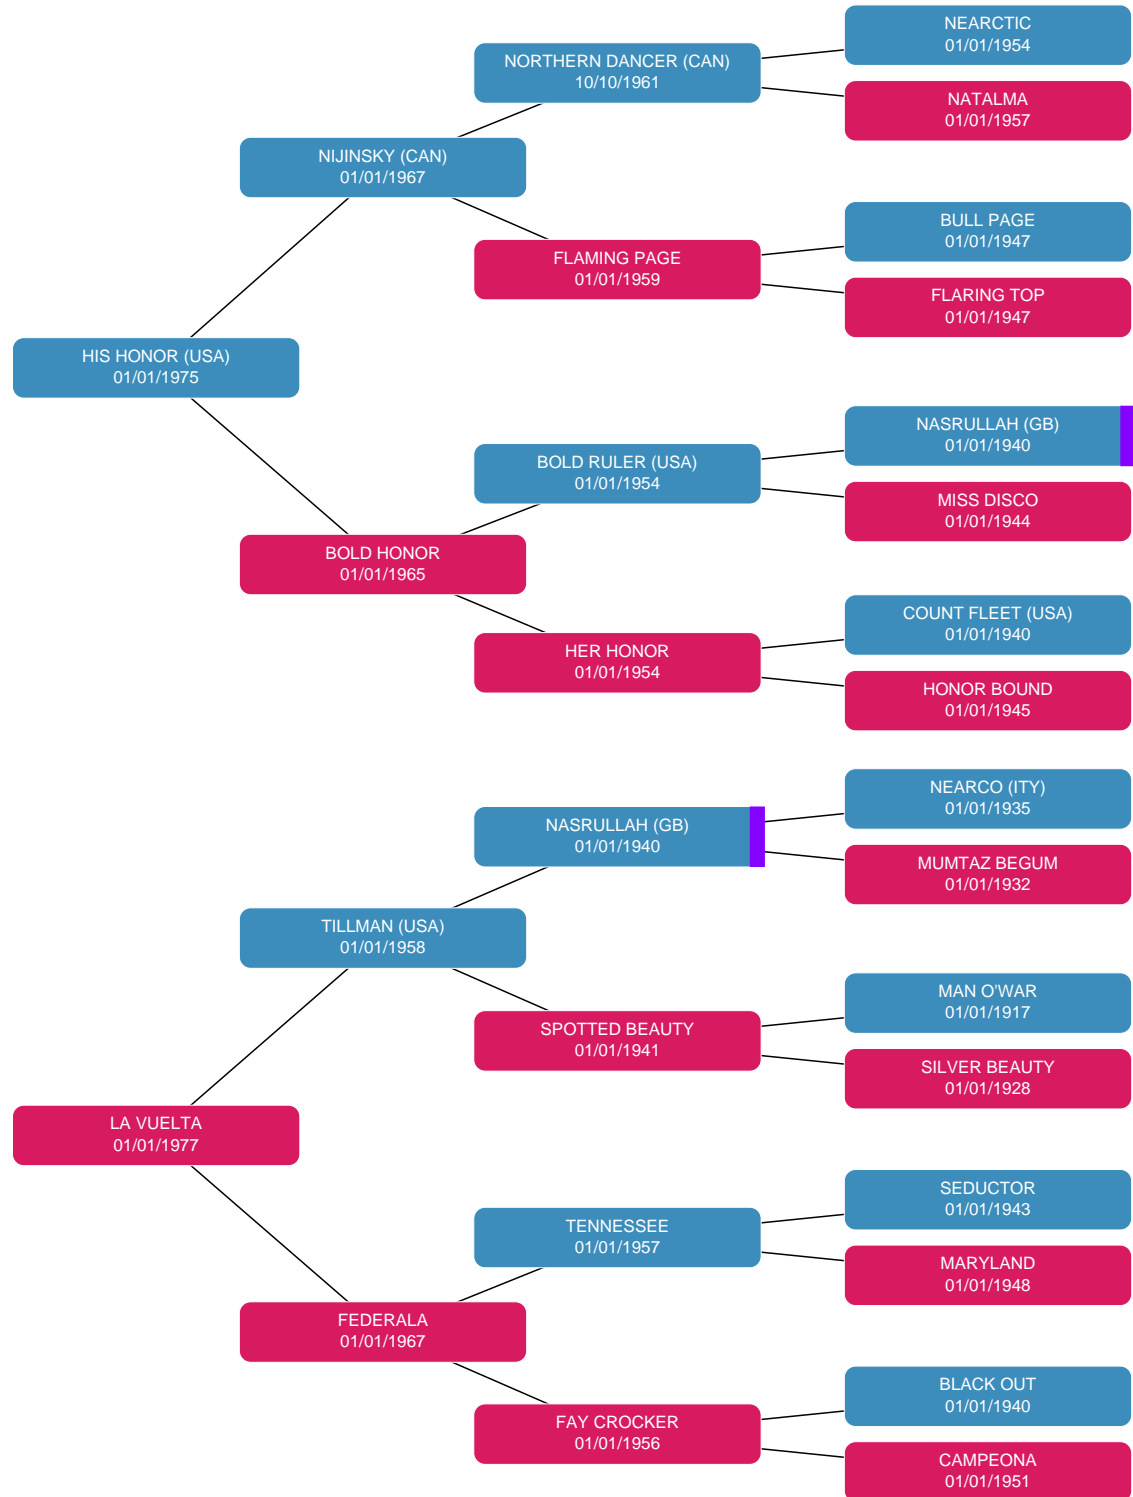 NEARCTIC
01/01/1954
NORTHERN DANCER (CAN)
10/10/1961
NATALMA
01/01/1957
NIJINSKY (CAN)
01/01/1967
BULL PAGE
01/01/1947
FLAMING PAGE
01/01/1959
FLARING TOP
01/01/1947
HIS HONOR (USA)
01/01/1975
NASRULLAH (GB)
01/01/1940
BOLD RULER (USA)
01/01/1954
MISS DISCO
01/01/1944
BOLD HONOR
01/01/1965
COUNT FLEET (USA)
01/01/1940
HER HONOR
01/01/1954
HONOR BOUND
01/01/1945
NEARCO (ITY)
01/01/1935
NASRULLAH (GB)
01/01/1940
MUMTAZ BEGUM
01/01/1932
TILLMAN (USA)
01/01/1958
MAN O'WAR
01/01/1917
SPOTTED BEAUTY
01/01/1941
SILVER BEAUTY
01/01/1928
LA VUELTA
01/01/1977
SEDUCTOR
01/01/1943
TENNESSEE
01/01/1957
MARYLAND
01/01/1948
FEDERALA
01/01/1967
BLACK OUT
01/01/1940
FAY CROCKER
01/01/1956
CAMPEONA
01/01/1951